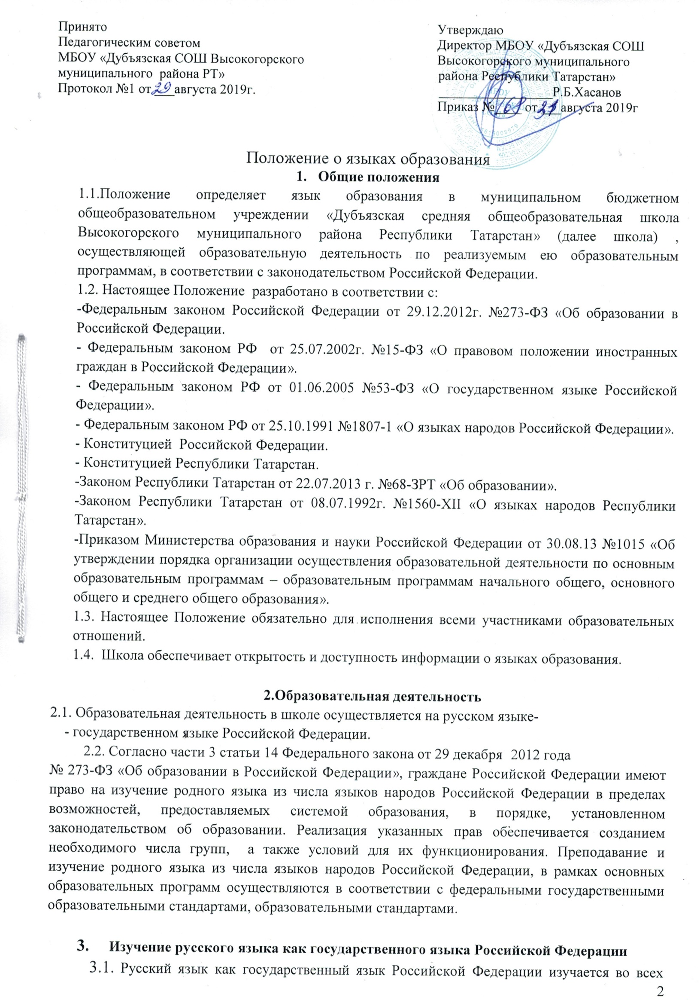 Принято
Педагогическим советом
МБОУ «Дубъязская СОШ Высокогорского
муниципального района РТ»
Протокол №1 от 29 августа 2019г.
Утверждаю
Директор МБОУ «Дубъязская СОШ
Высокогорского муниципального
района Республики Татарстан»
Р.Б.Хасанов
Приказ № 168 от 31 августа 2019г
Положение о языках образования
1. Общие положения
1.1.Положение определяет язык образования в муниципальном бюджетном
общеобразовательном учреждении «Дубъязская средняя общеобразовательная школа
Высокогорского муниципального района Республики Татарстан» (далее школа) ,
осуществляющей образовательную деятельность по реализуемым ею образовательным
программам, в соответствии с законодательством Российской Федерации.
1.2. Настоящее Положение разработано в соответствии с:
-Федеральным законом Российской Федерации от 29.12.2012г. №273-ФЗ «Об образовании в
Российской Федерации.
- Федеральным законом РФ от 25.07.2002г. №15-ФЗ «О правовом положении иностранных
граждан в Российской Федерации».
- Федеральным законом РФ от 01.06.2005 №53-ФЗ «О государственном языке Российской
Федерации».
- Федеральным законом РФ от 25.10.1991 №1807-1 «О языках народов Российской Федерации».
- Конституцией Российской Федерации.
- Конституцией Республики Татарстан.
-Законом Республики Татарстан от 22.07.2013 г. №68-ЗРТ «Об образовании».
-Законом Республики Татарстан от 08.07.1992г. №1560-XII «О языках народов Республики
Татарстан».
-Приказом Министерства образования и науки Российской Федерации от 30.08.13 №1015 «Об
утверждении порядка организации осуществления образовательной деятельности по основным
образовательным программам – образовательным программам начального общего, основного
общего и среднего общего образования».
1.3. Настоящее Положение обязательно для исполнения всеми участниками образовательных
отношений.
1.4. Школа обеспечивает открытость и доступность информации о языках образования.
2.Образовательная деятельность
2.1. Образовательная деятельность в школе осуществляется на русском языке-
- государственном языке Российской Федерации.
2.2. Согласно части 3 статьи 14 Федерального закона от 29 декабря 2012 года
№ 273-ФЗ «Об образовании в Российской Федерации», граждане Российской Федерации имеют
право на изучение родного языка из числа языков народов Российской Федерации в пределах
возможностей, предоставляемых системой образования, в порядке, установленном
законодательством об образовании. Реализация указанных прав обеспечивается созданием
необходимого числа групп, а также условий для их функционирования. Преподавание и
изучение родного языка из числа языков народов Российской Федерации, в рамках основных
образовательных программ осуществляются в соответствии с федеральными государственными
образовательными стандартами, образовательными стандартами.
3. Изучение русского языка как государственного языка Российской Федерации
3.1. Русский язык как государственный язык Российской Федерации изучается во всех
2